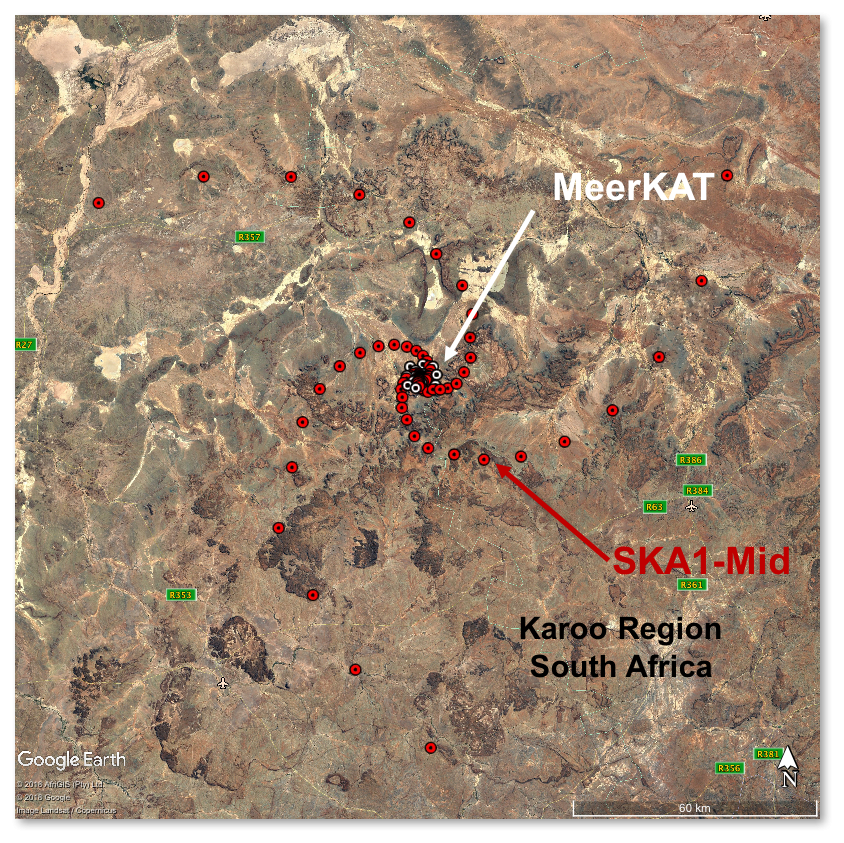 MeerKAT
R357
R27
R386
R384
R63
SKA1-Mid
R361
R353
Karoo Region
South Africa
Google Earth
R381
R356
N
© 2018 AfriGIS (Pty) Ltd.
© 2018 Google
Image Landsat / Copernicus
60 km